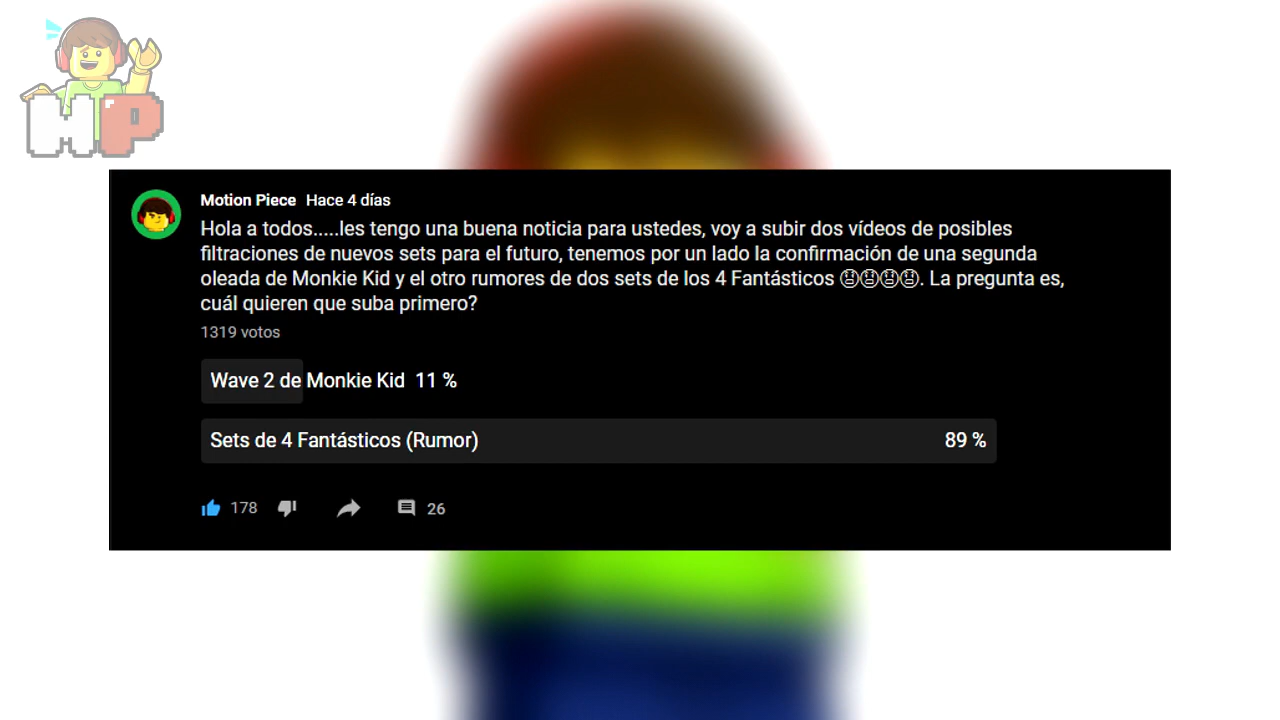 MP
Motion Piece Hace 4 días
Hola a todos.....les tengo una buena noticia para ustedes, voy a subir dos vídeos de posibles
filtraciones de nuevos sets para el futuro, tenemos por un lado la confirmación de una segunda
oleada de Monkie Kid y el otro rumores de dos sets de los 4 Fantásticos 😨😨😨😨. La pregunta es,
cuál quieren que suba primero?
1319 votos
Wave 2 de Monkie Kid 11 %
Sets de 4 Fantásticos (Rumor) 89 %
178 26